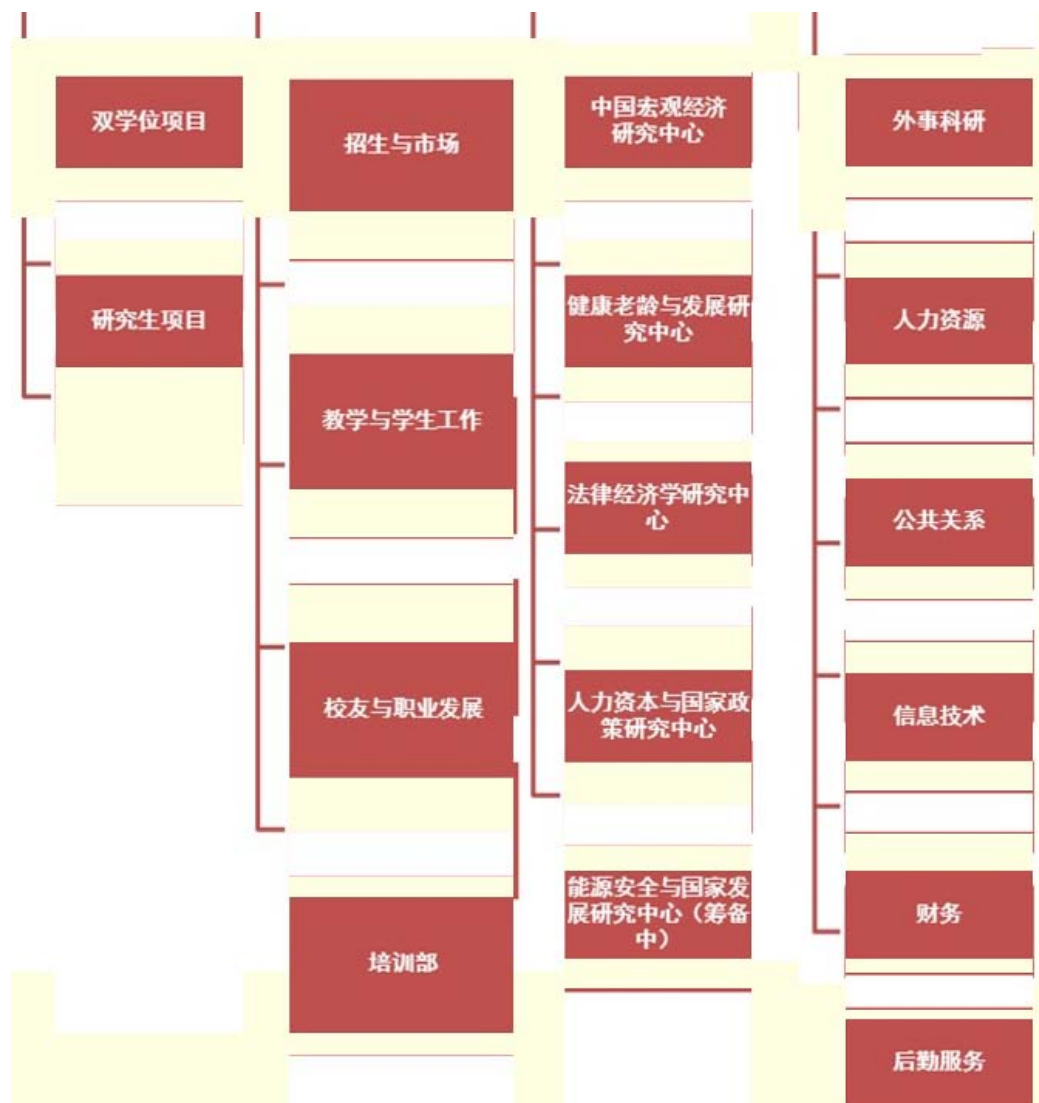 双学位项目
研究生项目
招生与市场
教学与学生工作
校友与职业发展
培训部
中国宏观经济
研究中心
健康老龄与发展研
究中心
法律经济学研究中
心
人力资本与国家政
策研究中心
能源安全与国家发
展研究中心（筹备
中）
外事科研
人力资源
公共关系
信息技术
财务
后勤服务